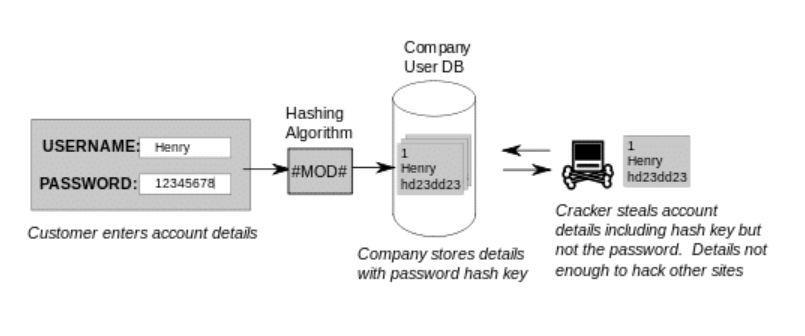 Company
User DB
Hashing
Algorithm
USERNAME: Henry
PASSWORD: 12345678
#MOD#
1
Henry
hd23dd23
1
Henry
hd23dd23
Customer enters account details
Company stores details
with password hash key
Cracker steals account
details including hash key but
not the password. Details not
enough to hack other sites